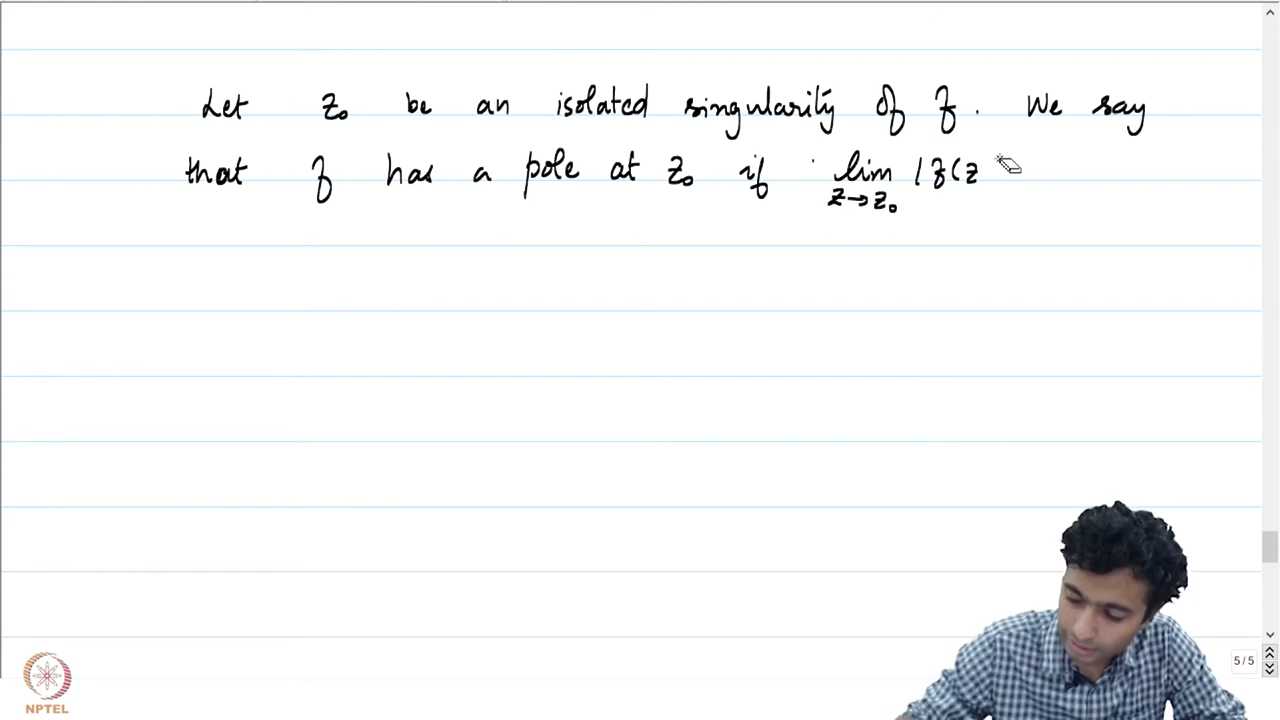 Let z₀ be an isolated singularity of f. We say
that f has a pole at z₀ if lim |f(z
z→z₀
5/5
NPTEL